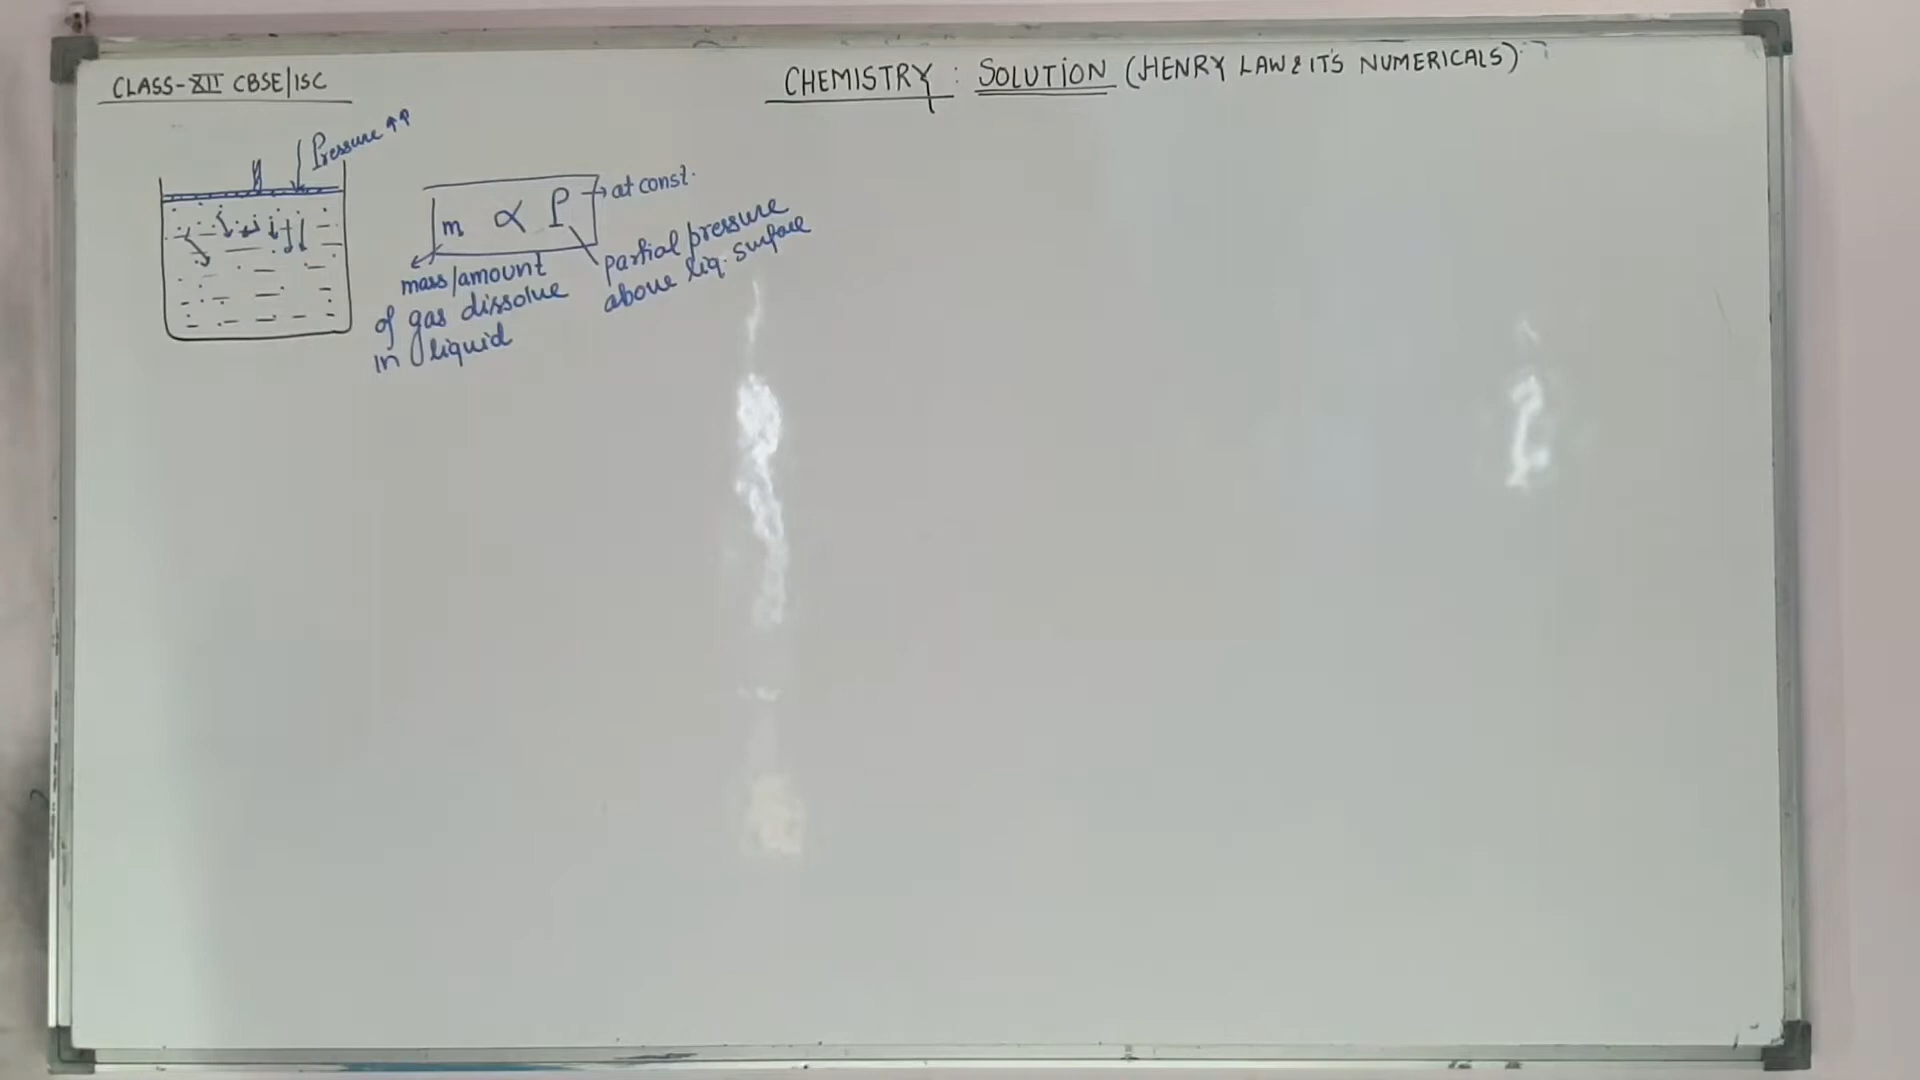 CLASS-XII CBSE/ISC
CHEMISTRY : SOLUTION (HENRY LAW & IT'S NUMERICALS)
Pressure ↑↑
m ∝ P → at const.
mass/amount
of gas dissolve
in liquid
partial pressure
above liq. surface